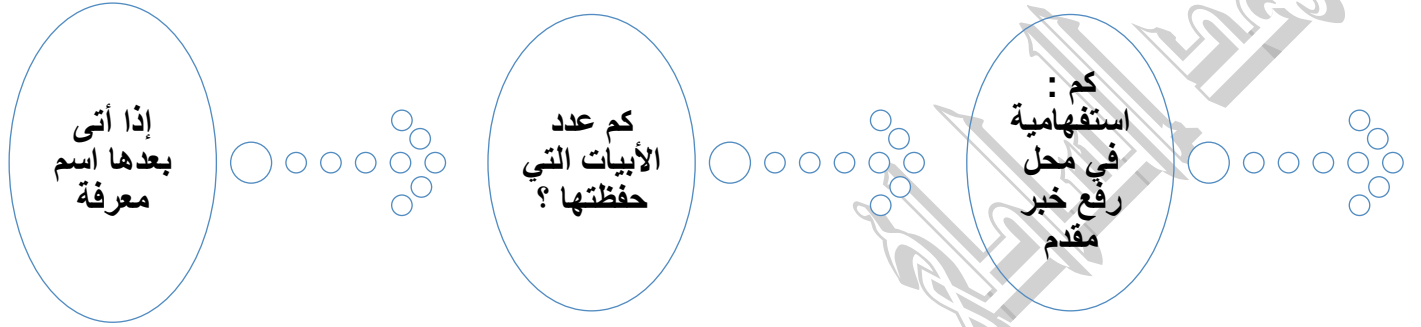 إذا أتى
بعدها اسم
معرفة
كم عدد
الأبيات التي
حفظتها ؟
كم :
استفهامية
في محل
رفع خبر
مقدم